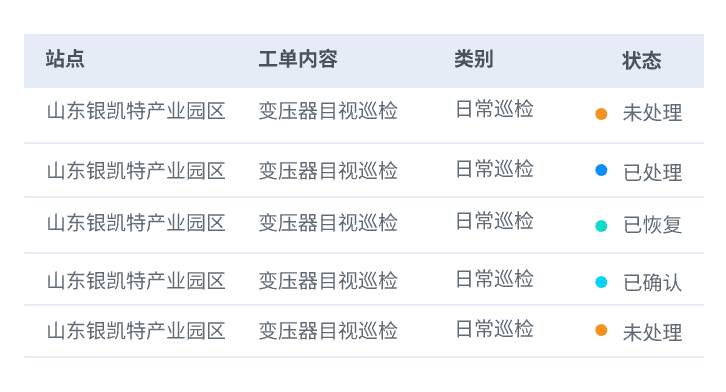 站点 工单内容 类别 状态
山东银凯特产业园区 变压器目视巡检 日常巡检 未处理
山东银凯特产业园区 变压器目视巡检 日常巡检 已处理
山东银凯特产业园区 变压器目视巡检 日常巡检 已恢复
山东银凯特产业园区 变压器目视巡检 日常巡检 已确认
山东银凯特产业园区 变压器目视巡检 日常巡检 未处理